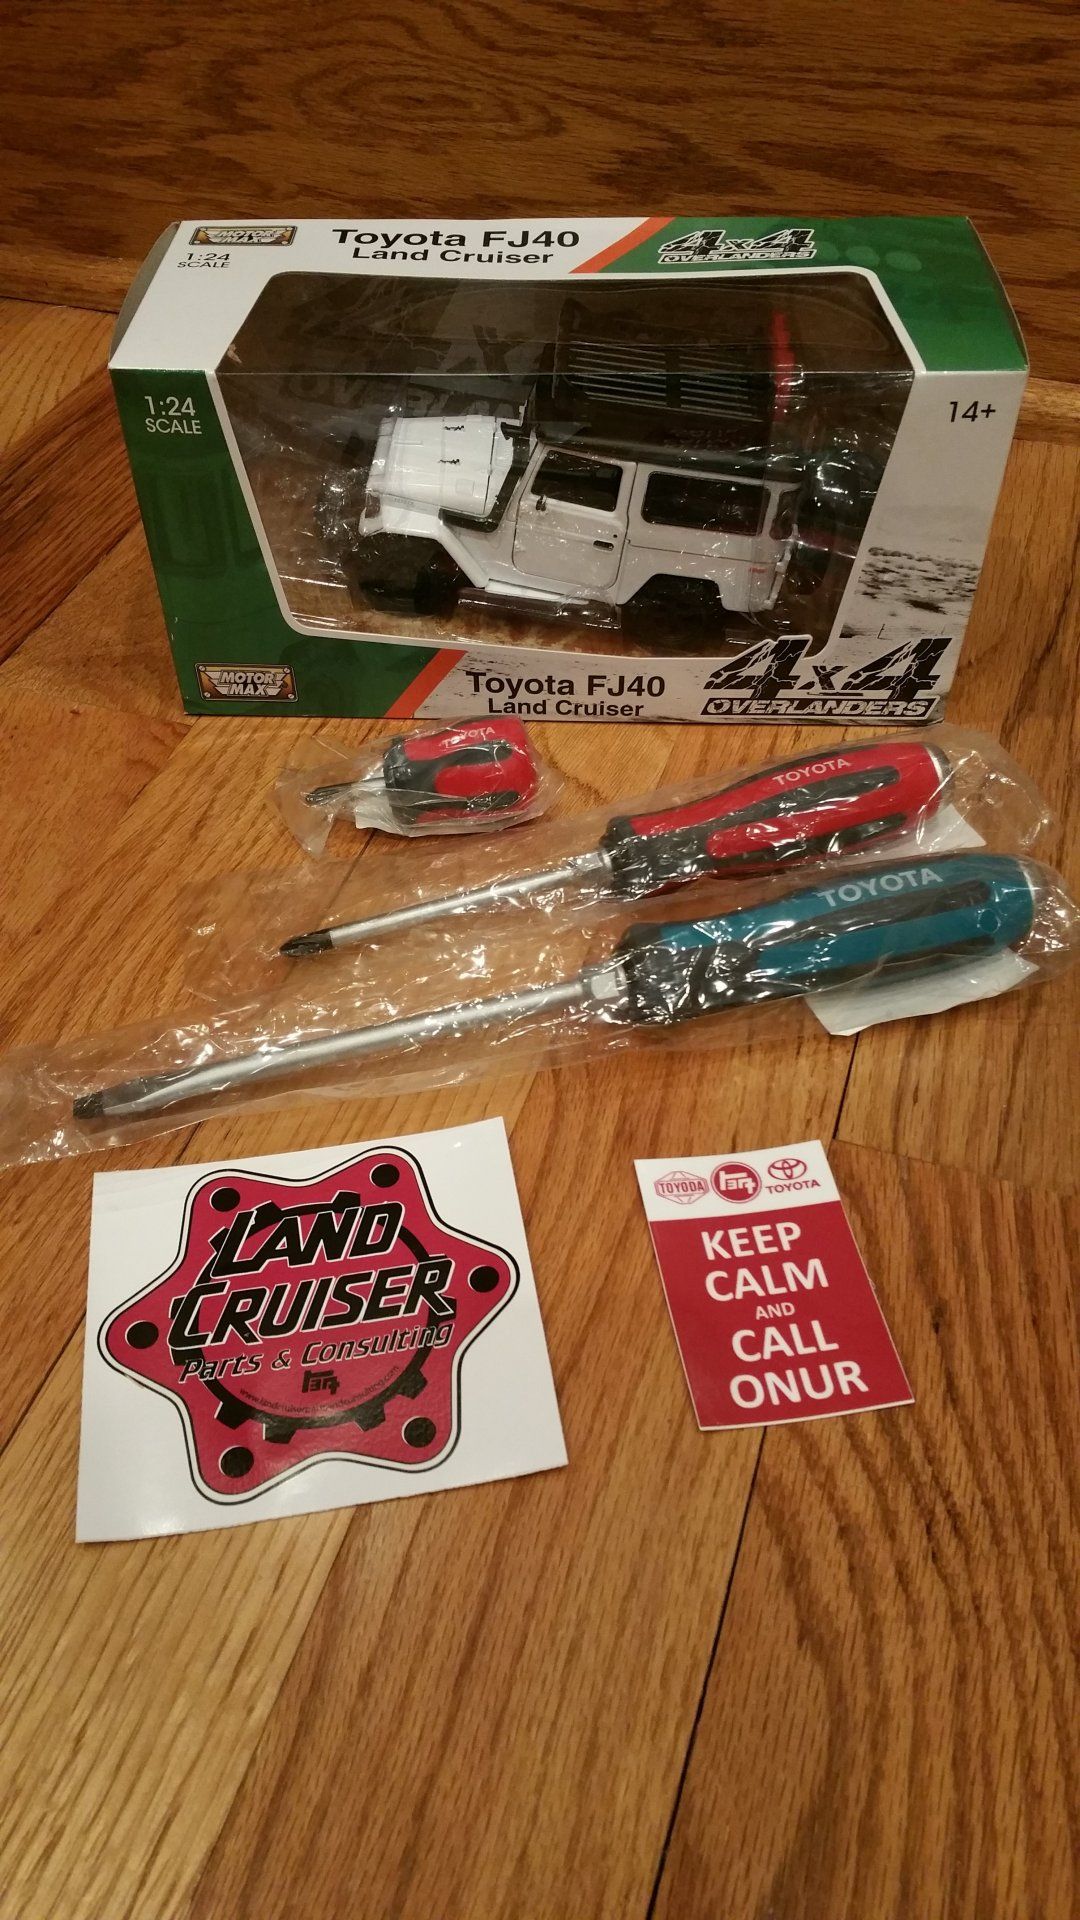 MOTOR MAX
1:24
SCALE
Toyota FJ40
Land Cruiser
4x4
OVERLANDERS
1:24
SCALE
14+
MOTOR
MAX
Toyota FJ40
Land Cruiser
4x4
OVERLANDERS
TOYOTA
TOYOTA
TOYOTA
LAND
CRUISER
Parts & Consulting
TOYODA
TOYOTA
KEEP
CALM
AND
CALL
ONUR